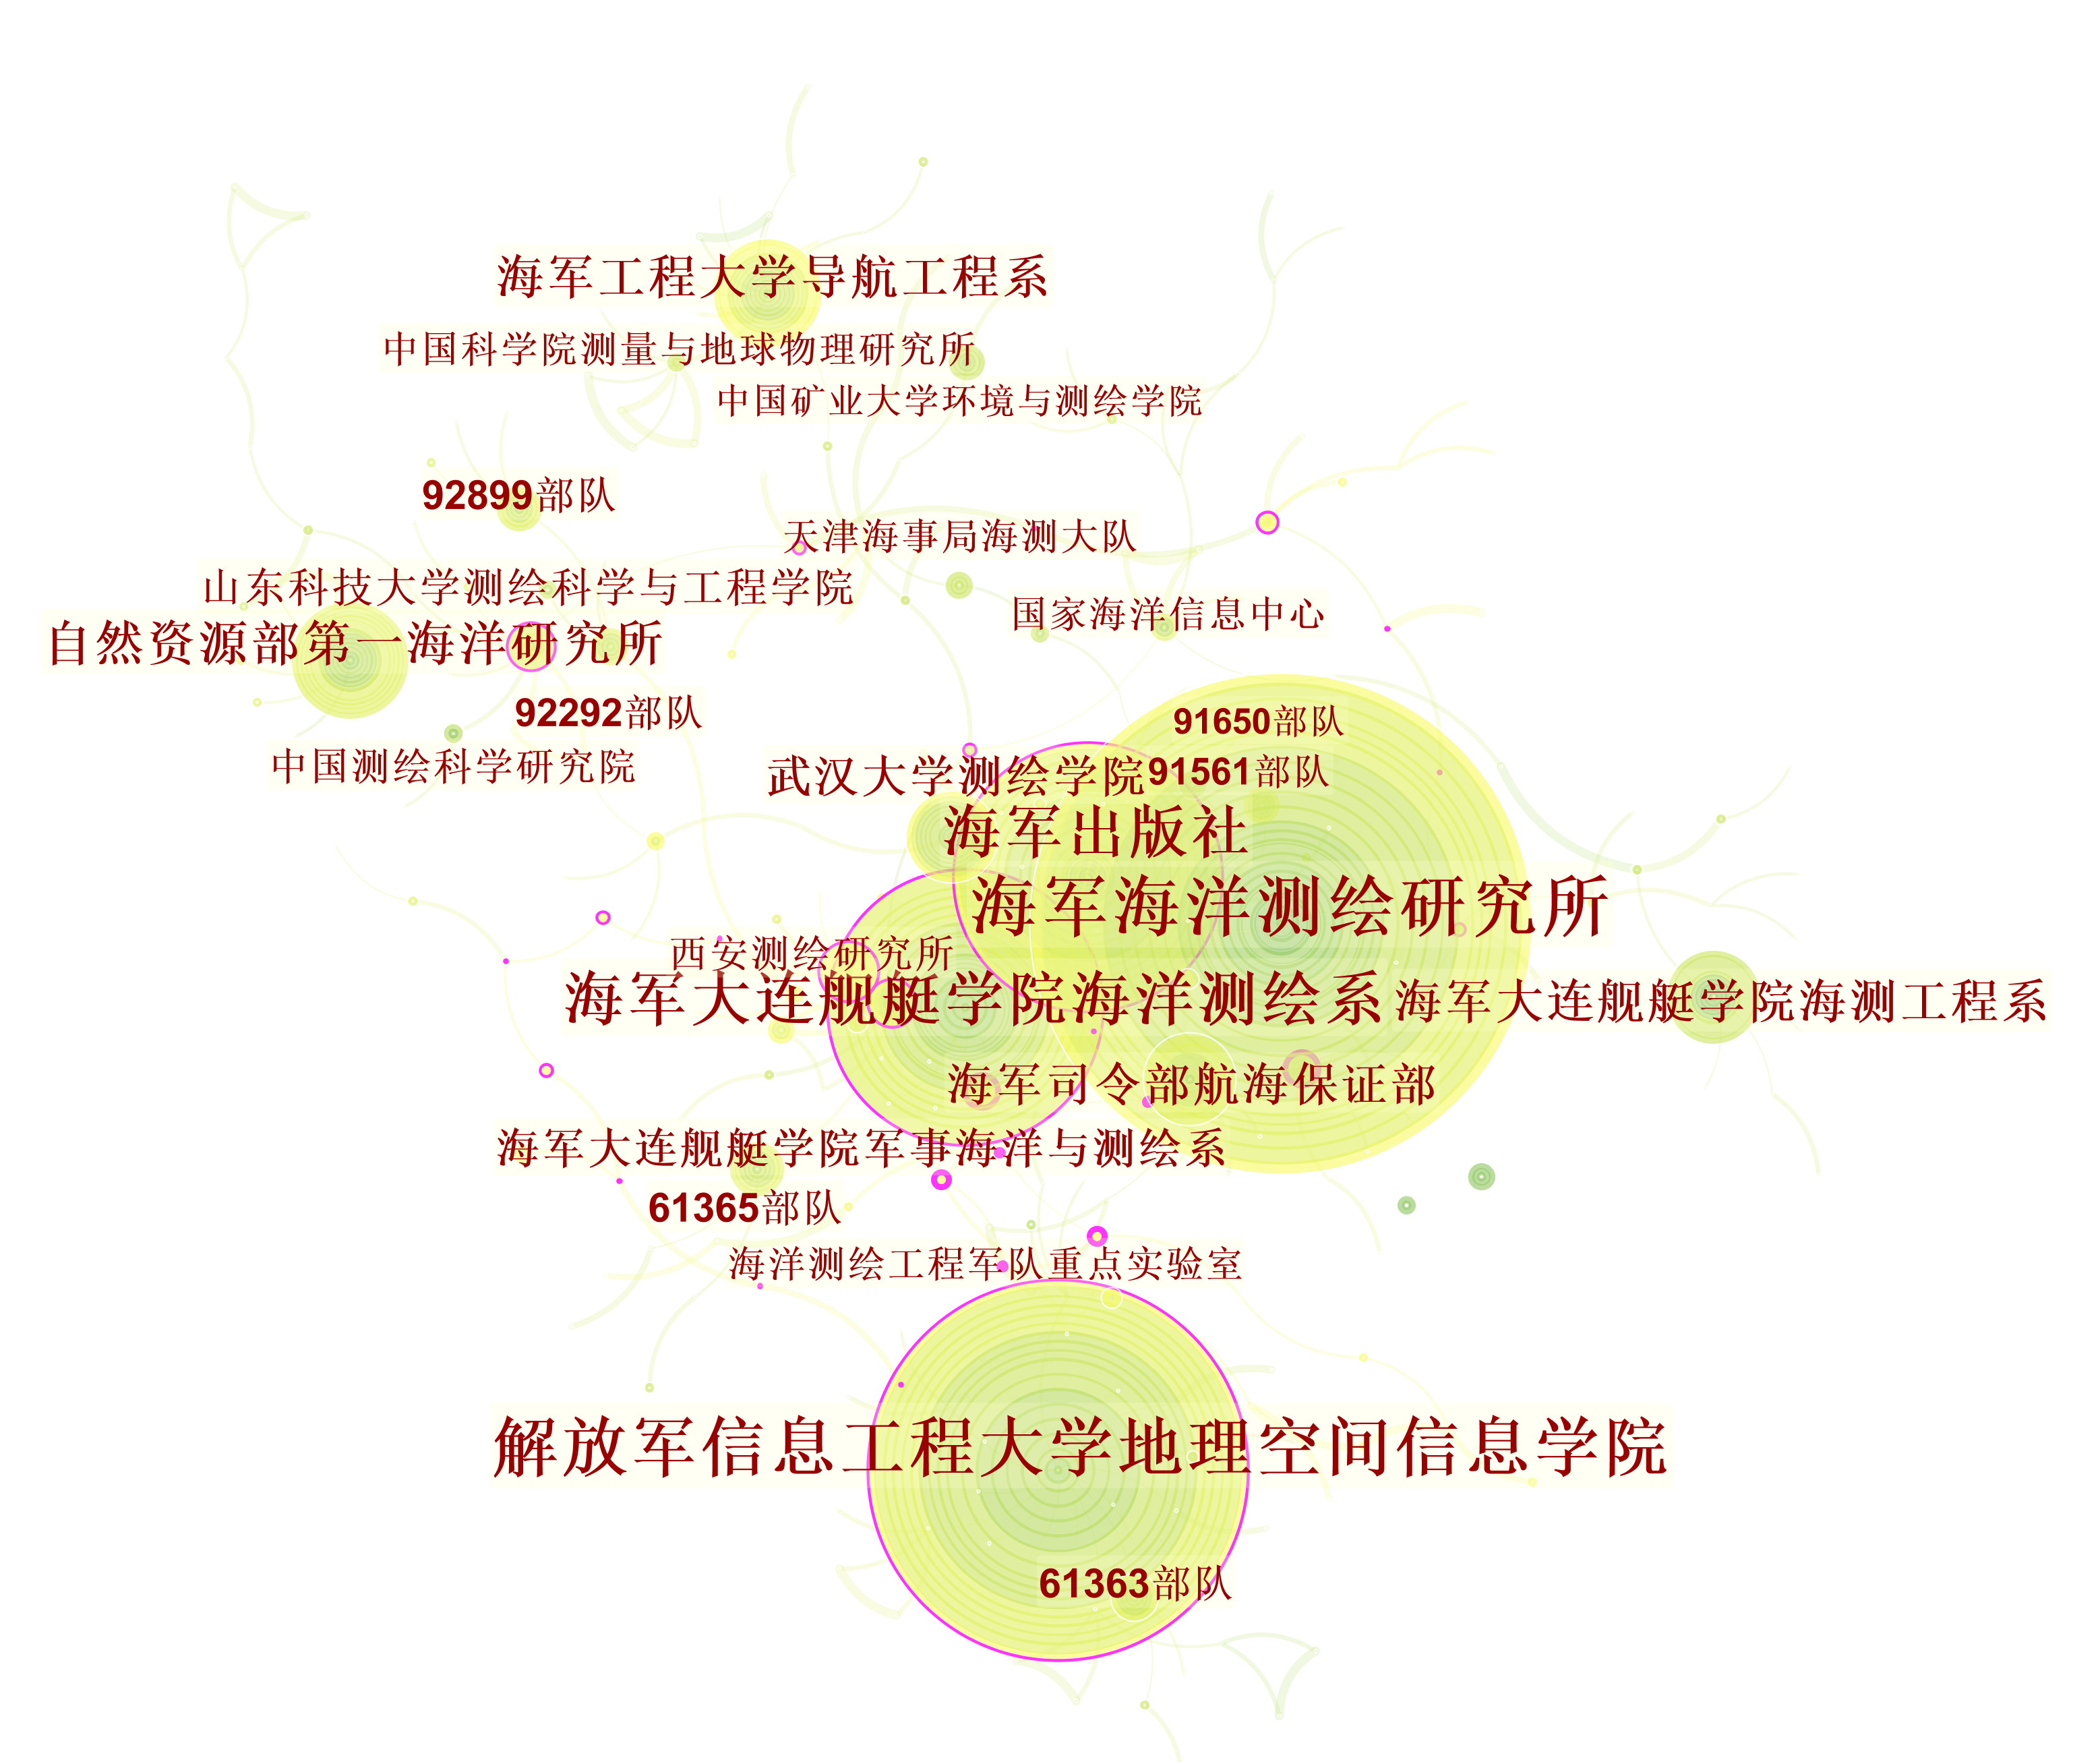 海军工程大学导航工程系
中国科学院测量与地球物理研究所
中国矿业大学环境与测绘学院
92899部队
天津海事局海测大队
山东科技大学测绘科学与工程学院
国家海洋信息中心
自然资源部第一海洋研究所
92292部队
91650部队
中国测绘科学研究院
武汉大学测绘学院
91561部队
海军出版社
海军海洋测绘研究所
西安测绘研究所
海军大连舰艇学院海洋测绘系
海军大连舰艇学院海测工程系
海军司令部航海保证部
海军大连舰艇学院军事海洋与测绘系
61365部队
海洋测绘工程军队重点实验室
解放军信息工程大学地理空间信息学院
61363部队